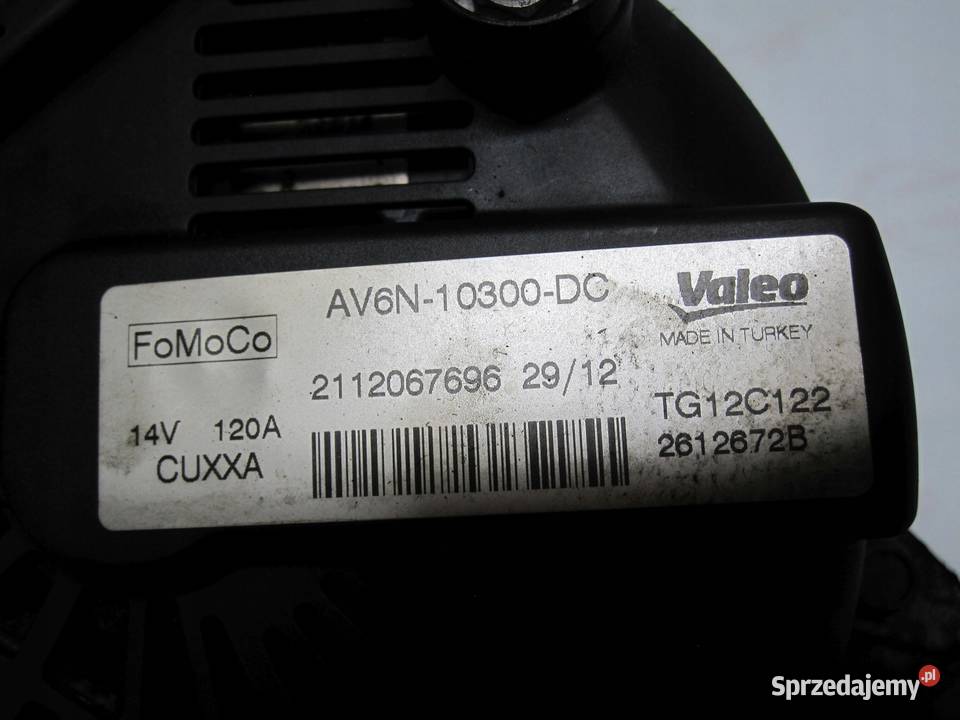 AV6N-10300-DC
Valeo
MADE IN TURKEY
FoMoCo
2112067696 29/12
TG12C122
14V 120A
2612672B
CUXXA
Sprzedajemy.pl